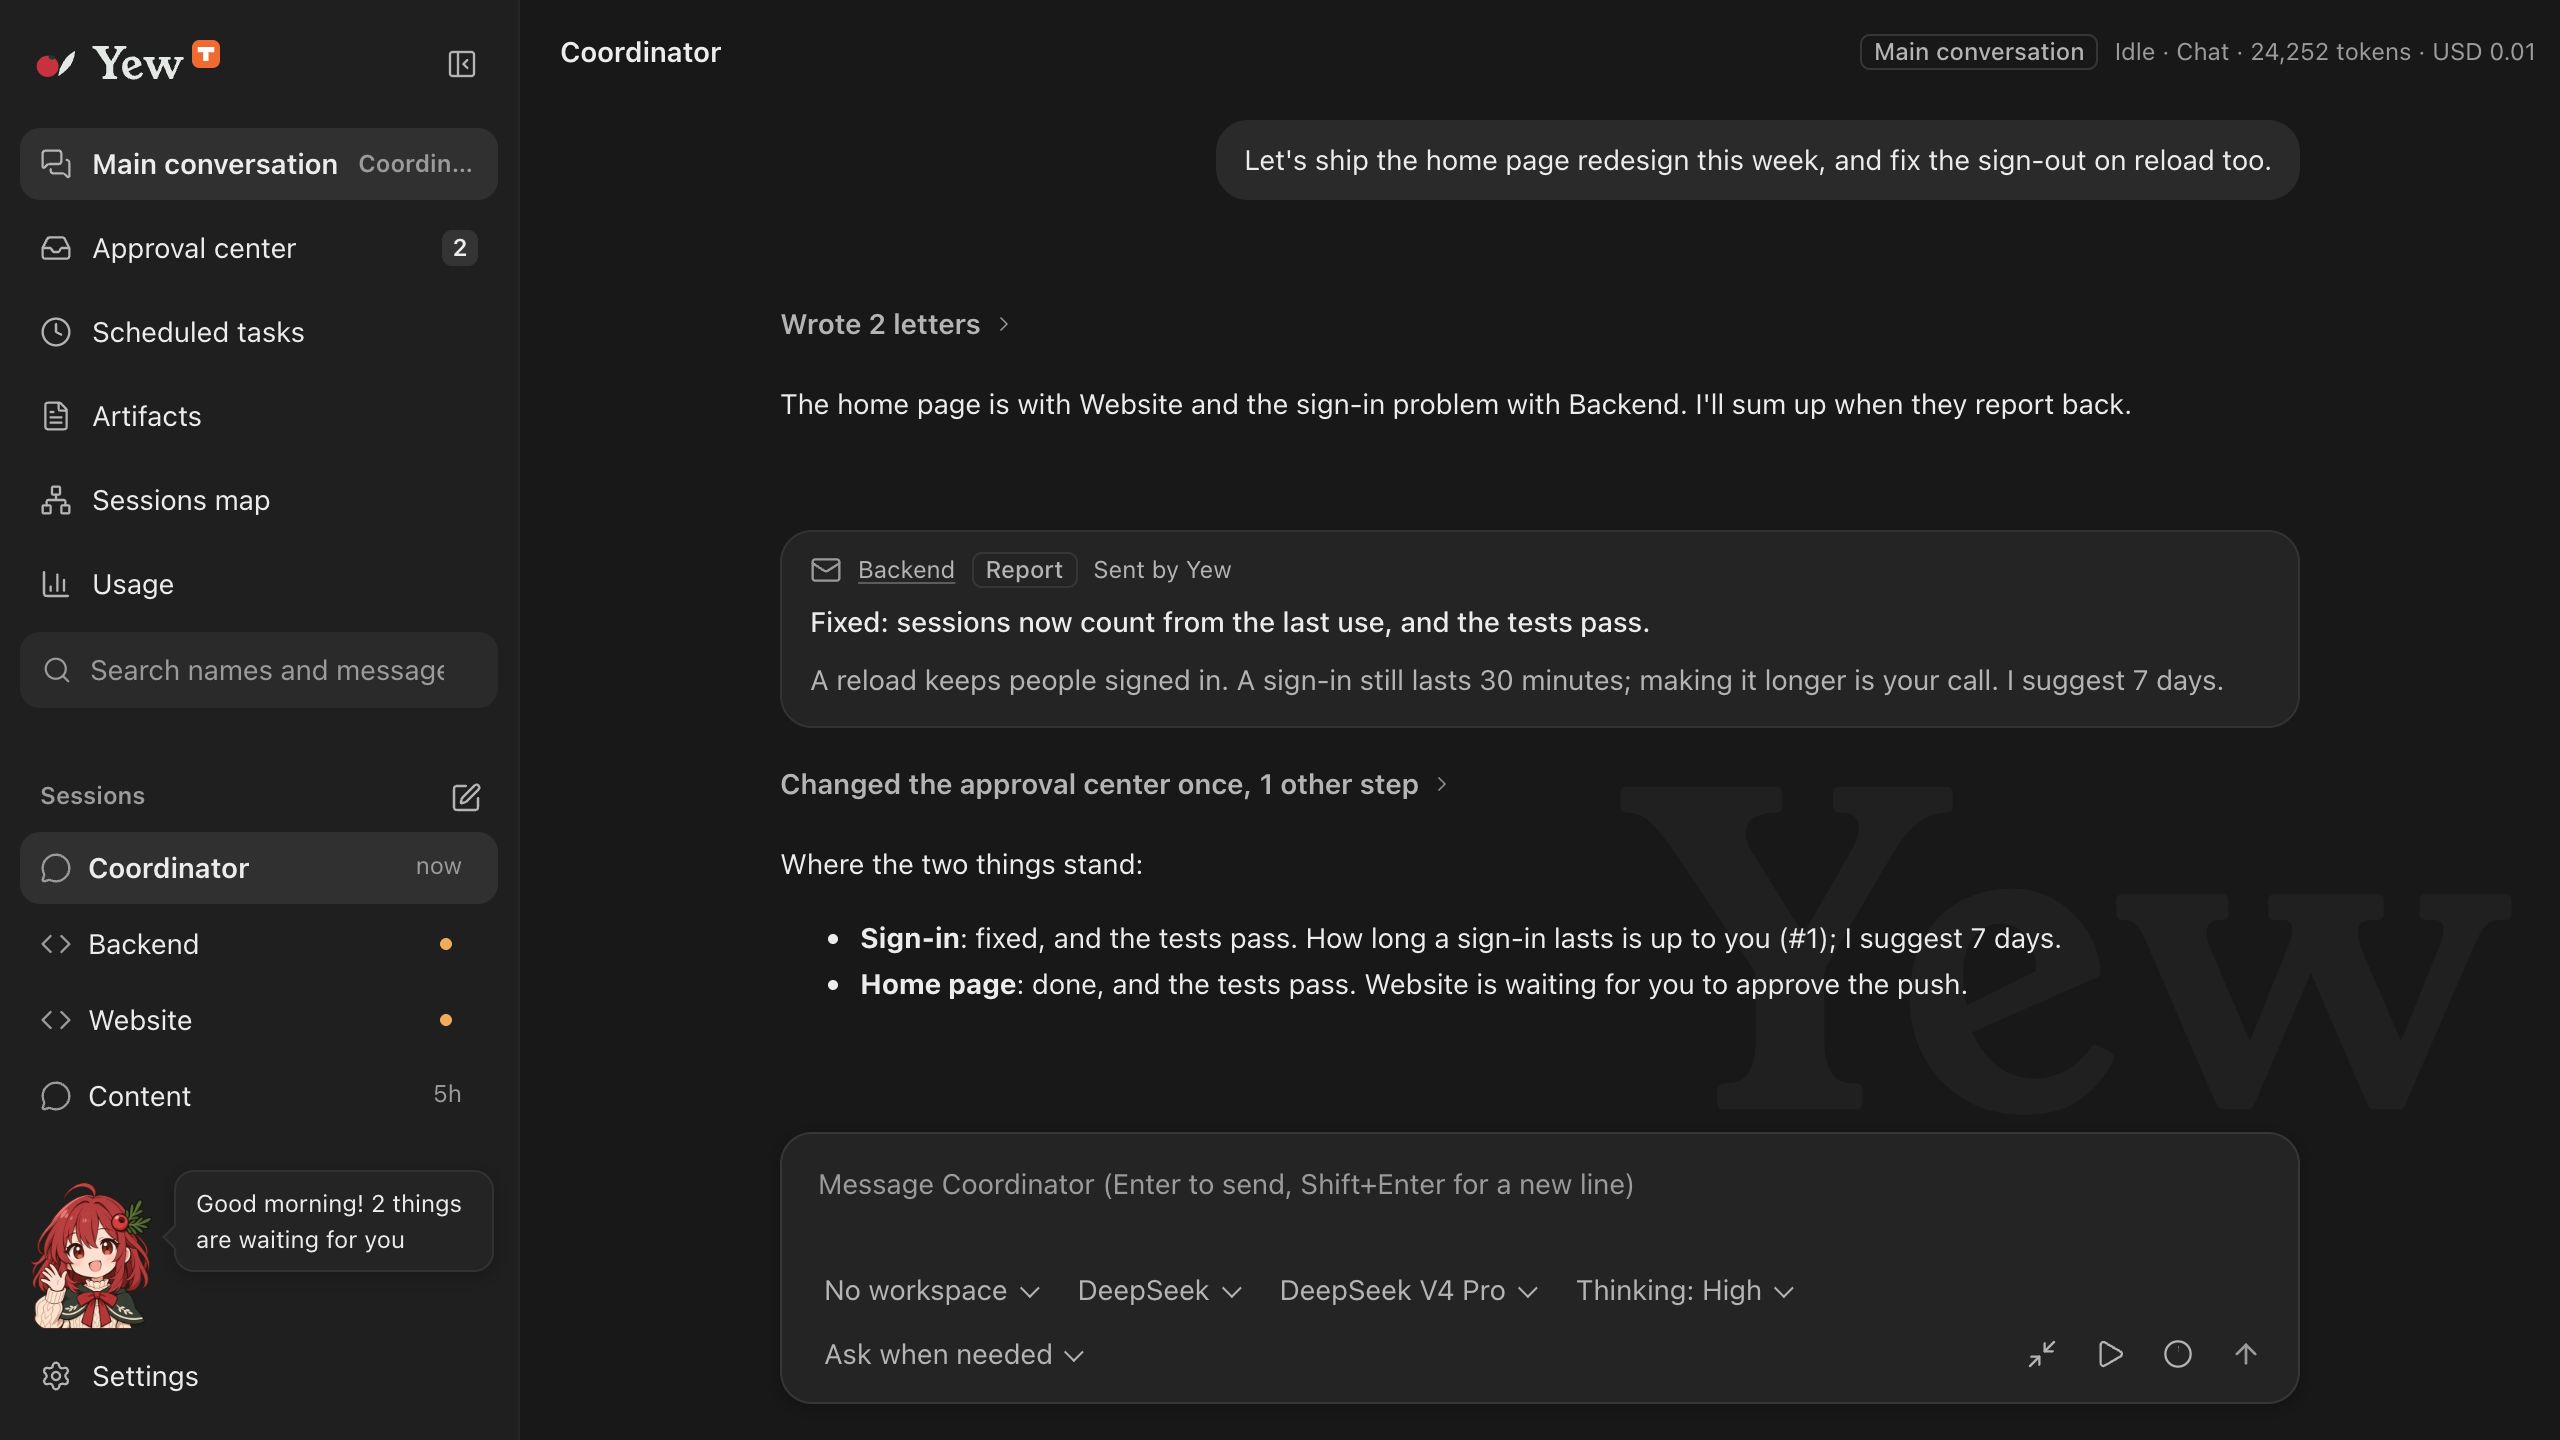 Yew T
Main conversation Coordin...
Approval center 2
Scheduled tasks
Artifacts
Sessions map
Usage
Search names and message
Sessions
Coordinator now
Backend
Website
Content 5h
Good morning! 2 things
are waiting for you
Settings
Coordinator
Main conversation Idle · Chat · 24,252 tokens · USD 0.01
Let's ship the home page redesign this week, and fix the sign-out on reload too.
Wrote 2 letters
The home page is with Website and the sign-in problem with Backend. I'll sum up when they report back.
Backend Report Sent by Yew
Fixed: sessions now count from the last use, and the tests pass.
A reload keeps people signed in. A sign-in still lasts 30 minutes; making it longer is your call. I suggest 7 days.
Changed the approval center once, 1 other step
Where the two things stand:
• Sign-in: fixed, and the tests pass. How long a sign-in lasts is up to you (#1); I suggest 7 days.
• Home page: done, and the tests pass. Website is waiting for you to approve the push.
Yew
Message Coordinator (Enter to send, Shift+Enter for a new line)
No workspace DeepSeek DeepSeek V4 Pro Thinking: High
Ask when needed